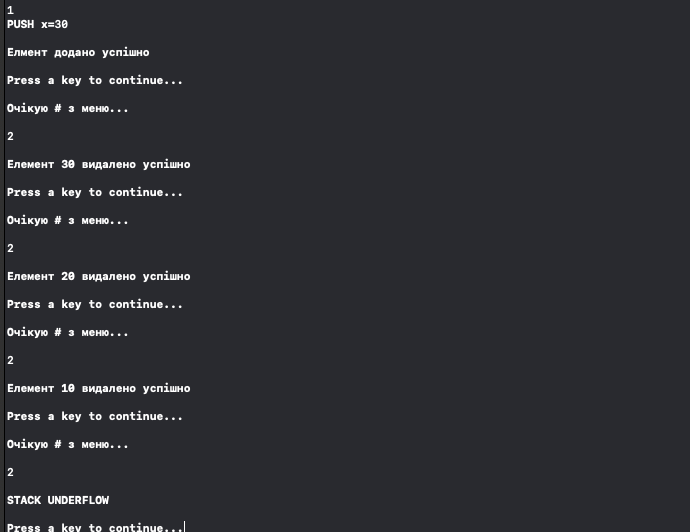 1
PUSH x=30
Елмент додано успішно
Press a key to continue...
Очікую # з меню...
2
Елемент 30 видалено успішно
Press a key to continue...
Очікую # з меню...
2
Елемент 20 видалено успішно
Press a key to continue...
Очікую # з меню...
2
Елемент 10 видалено успішно
Press a key to continue...
Очікую # з меню...
2
STACK UNDERFLOW
Press a key to continue...